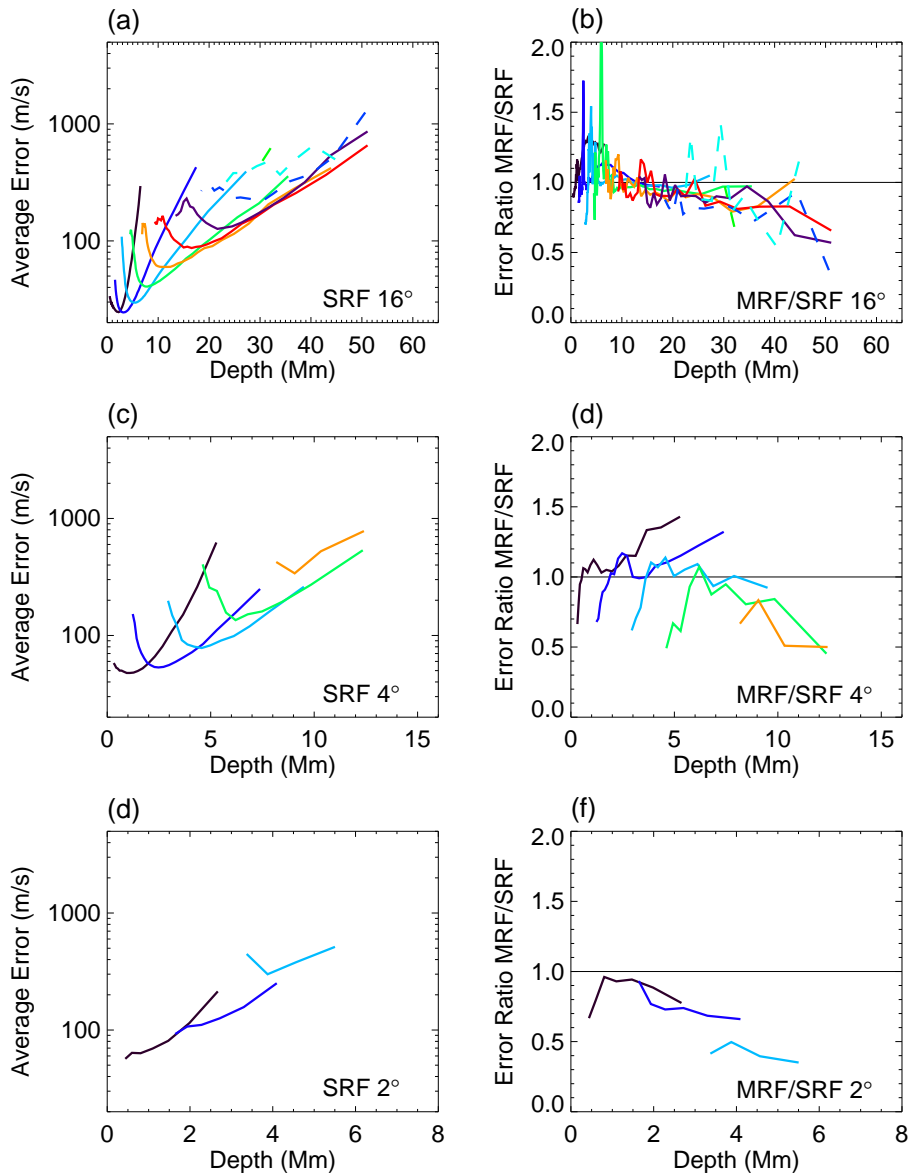 (a)
Average Error (m/s)
1000
100
0 10 20 30 40 50 60
Depth (Mm)
SRF 16°
(b)
Error Ratio MRF/SRF
2.0
1.5
1.0
0.5
0.0
0 10 20 30 40 50 60
Depth (Mm)
MRF/SRF 16°
(c)
Average Error (m/s)
1000
100
0 5 10 15
Depth (Mm)
SRF 4°
(d)
Error Ratio MRF/SRF
2.0
1.5
1.0
0.5
0.0
0 5 10 15
Depth (Mm)
MRF/SRF 4°
(d)
Average Error (m/s)
1000
100
0 2 4 6 8
Depth (Mm)
SRF 2°
(f)
Error Ratio MRF/SRF
2.0
1.5
1.0
0.5
0.0
0 2 4 6 8
Depth (Mm)
MRF/SRF 2°